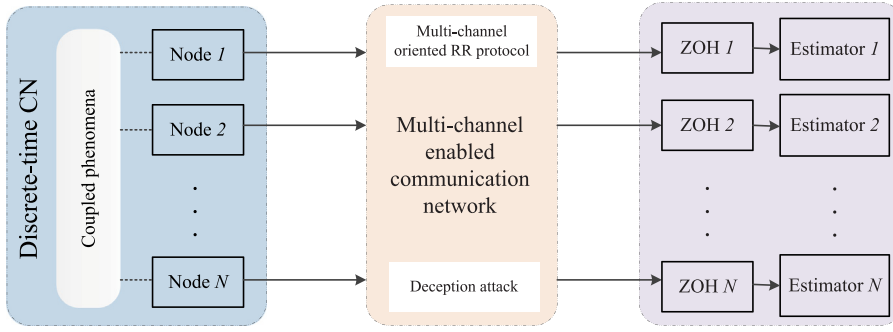 Discrete-time CN
Coupled phenomena
Node 1
Node 2
Node N
Multi-channel
oriented RR protocol
Multi-channel
enabled
communication
network
Deception attack
ZOH 1
Estimator 1
ZOH 2
Estimator 2
ZOH N
Estimator N